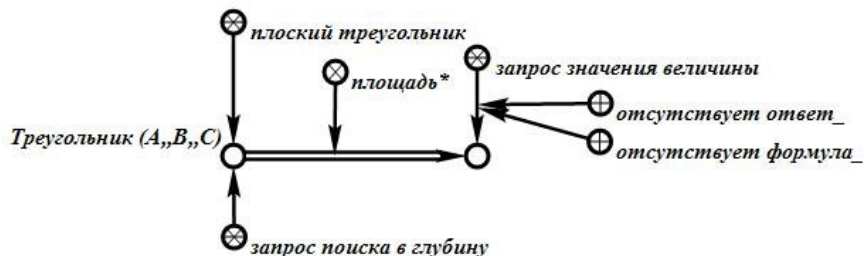 плоский треугольник
площадь*
запрос значения величины
отсутствует ответ_
Треугольник (A,,B,,C)
отсутствует формула_
запрос поиска в глубину